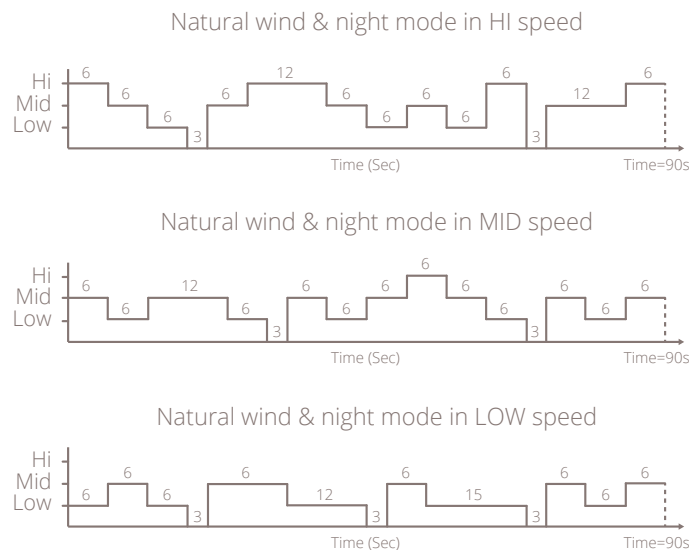 Natural wind & night mode in HI speed
Hi
Mid
Low
6 6 6 3 6 12 6 6 6 6 6 3 12 6
Time (Sec)
Time=90s
Natural wind & night mode in MID speed
Hi
Mid
Low
6 6 12 6 3 6 6 6 6 6 6 3 6 6 6
Time (Sec)
Time=90s
Natural wind & night mode in LOW speed
Hi
Mid
Low
6 6 6 3 6 12 3 6 15 3 6 6 6
Time (Sec)
Time=90s